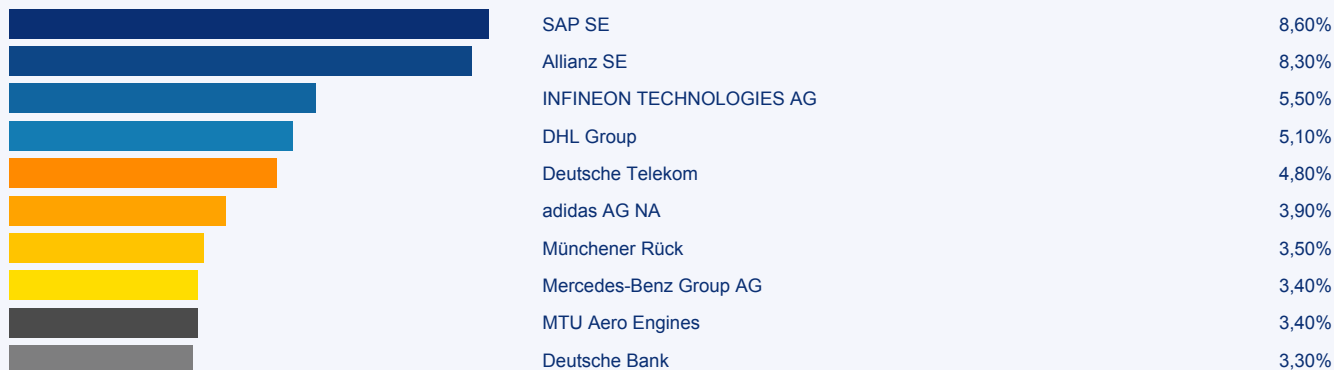 SAP SE 8,60%
Allianz SE 8,30%
INFINEON TECHNOLOGIES AG 5,50%
DHL Group 5,10%
Deutsche Telekom 4,80%
adidas AG NA 3,90%
Münchener Rück 3,50%
Mercedes-Benz Group AG 3,40%
MTU Aero Engines 3,40%
Deutsche Bank 3,30%